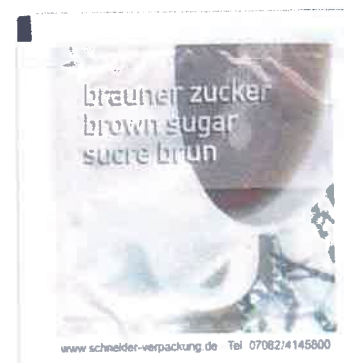 brauner zucker
brown sugar
sucre brun
www.schneider-verpackung.de Tel 07082/4145800